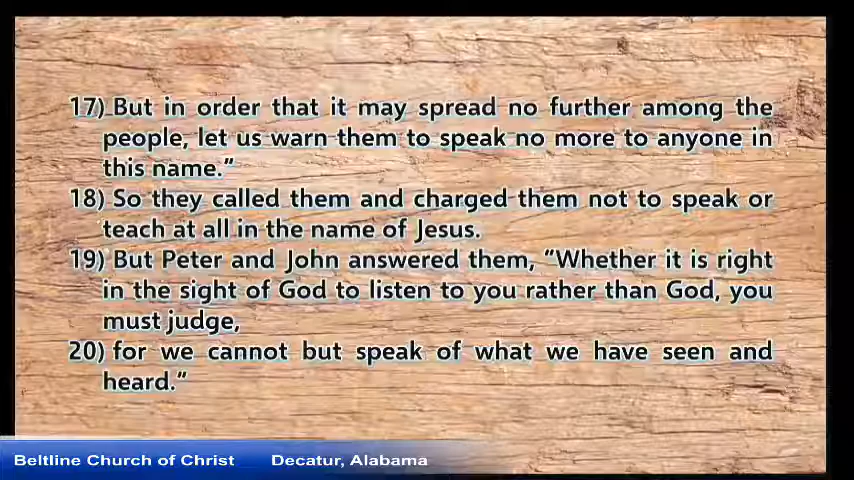 17) But in order that it may spread no further among the
people, let us warn them to speak no more to anyone in
this name.”
18) So they called them and charged them not to speak or
teach at all in the name of Jesus.
19) But Peter and John answered them, “Whether it is right
in the sight of God to listen to you rather than God, you
must judge,
20) for we cannot but speak of what we have seen and
heard.”
Beltline Church of Christ Decatur, Alabama